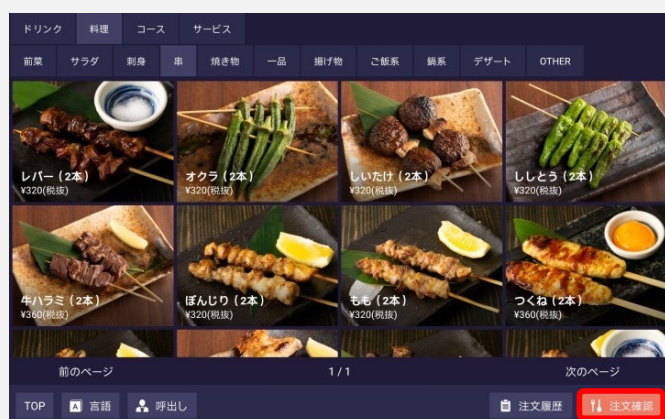 ドリンク 料理 コース サービス
前菜 サラダ 刺身 串 焼き物 一品 揚げ物 ご飯系 鍋系 デザート OTHER
レバー（2本） オクラ（2本） しいたけ（2本） ししとう（2本）
¥320(税抜) ¥320(税抜) ¥320(税抜) ¥320(税抜)
牛ハラミ（2本） ぼんじり（2本） もも（2本） つくね（2本）
¥360(税抜) ¥320(税抜) ¥320(税抜) ¥360(税抜)
前のページ 1 / 1 次のページ
TOP A 言語 呼出し 注文履歴 注文確認